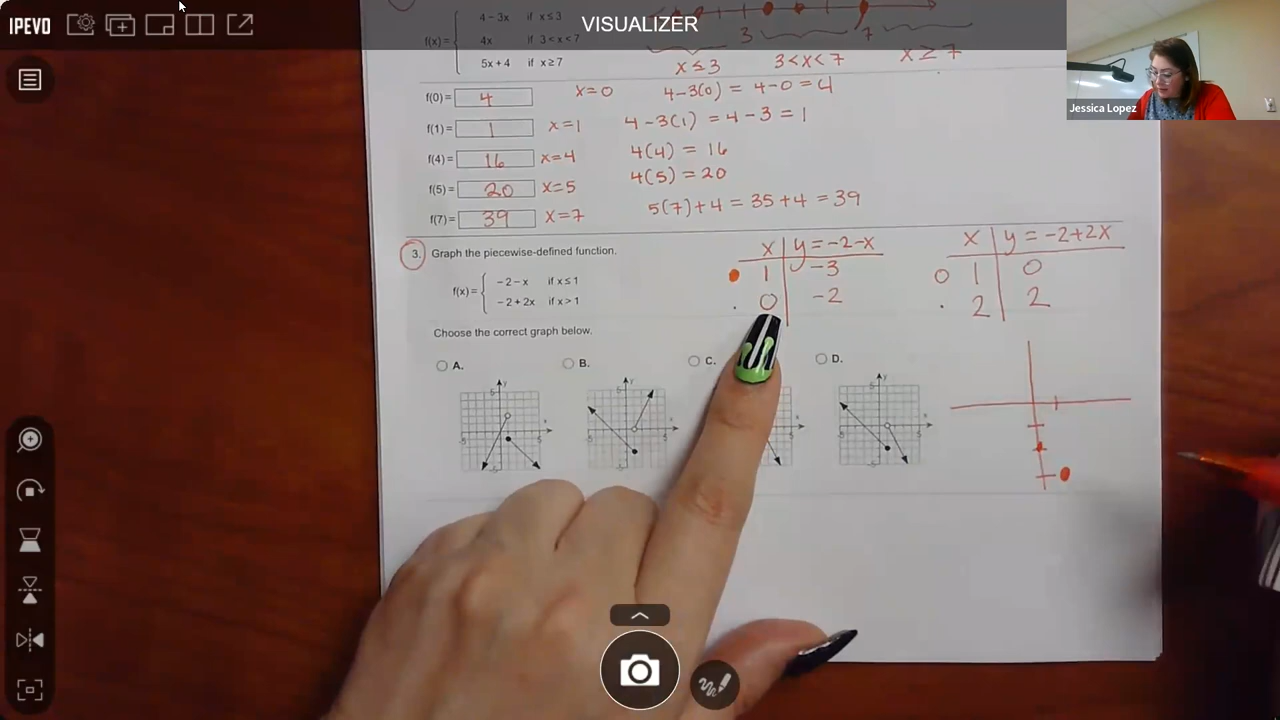 IPEVO
VISUALIZER
Jessica Lopez
f(x) = { 4 - 3x if x ≤ 3
4x if 3 < x < 7
5x + 4 if x ≥ 7
3 7
x ≤ 3 3 < x < 7 x ≥ 7
f(0) = 4 x = 0 4-3(0) = 4-0 = 4
f(1) = 1 x=1 4-3(1) = 4-3 = 1
f(4) = 16 x=4 4(4) = 16
f(5) = 20 x=5 4(5) = 20
f(7) = 39 x=7 5(7)+4 = 35+4 = 39
3. Graph the piecewise-defined function.
f(x) = { -2 - x if x ≤ 1
-2 + 2x if x > 1
x y = -2-x
1 -3
0 -2
x y = -2+2x
1 0
2 2
Choose the correct graph below.
A. B. C. D.